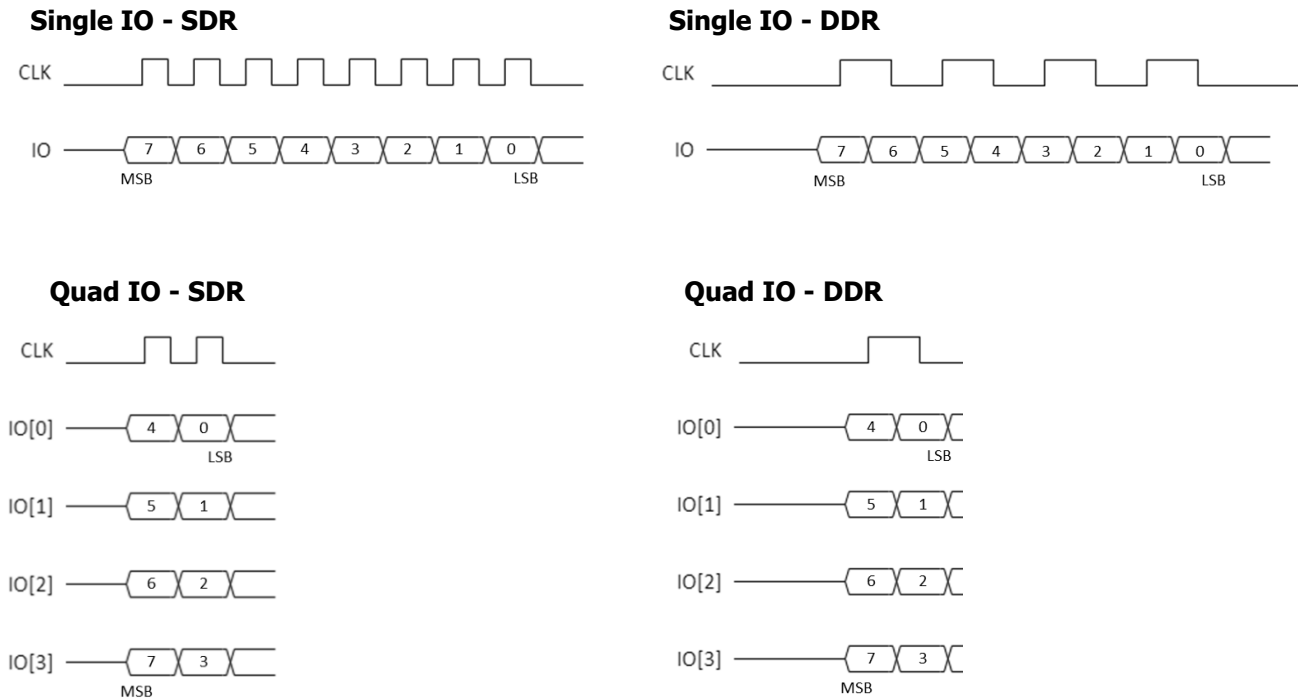 Single IO - SDR
CLK
IO 7 6 5 4 3 2 1 0
MSB LSB
Single IO - DDR
CLK
IO 7 6 5 4 3 2 1 0
MSB LSB
Quad IO - SDR
CLK
IO[0] 4 0
LSB
IO[1] 5 1
IO[2] 6 2
IO[3] 7 3
MSB
Quad IO - DDR
CLK
IO[0] 4 0
LSB
IO[1] 5 1
IO[2] 6 2
IO[3] 7 3
MSB